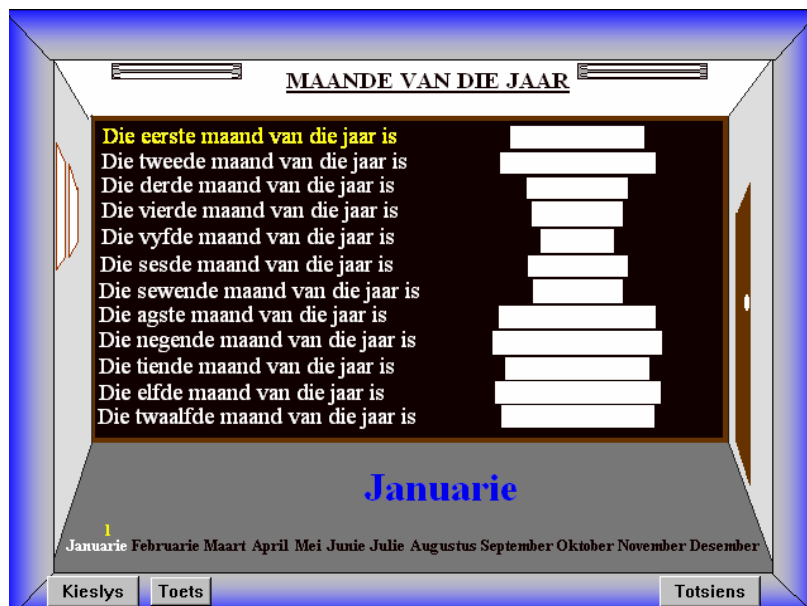 MAANDE VAN DIE JAAR
Die eerste maand van die jaar is
Die tweede maand van die jaar is
Die derde maand van die jaar is
Die vierde maand van die jaar is
Die vyfde maand van die jaar is
Die sesde maand van die jaar is
Die sewende maand van die jaar is
Die agste maand van die jaar is
Die negende maand van die jaar is
Die tiende maand van die jaar is
Die elfde maand van die jaar is
Die twaalfde maand van die jaar is
Januarie
1
Januarie Februarie Maart April Mei Junie Julie Augustus September Oktober November Desember
Kieslys Toets Totsiens